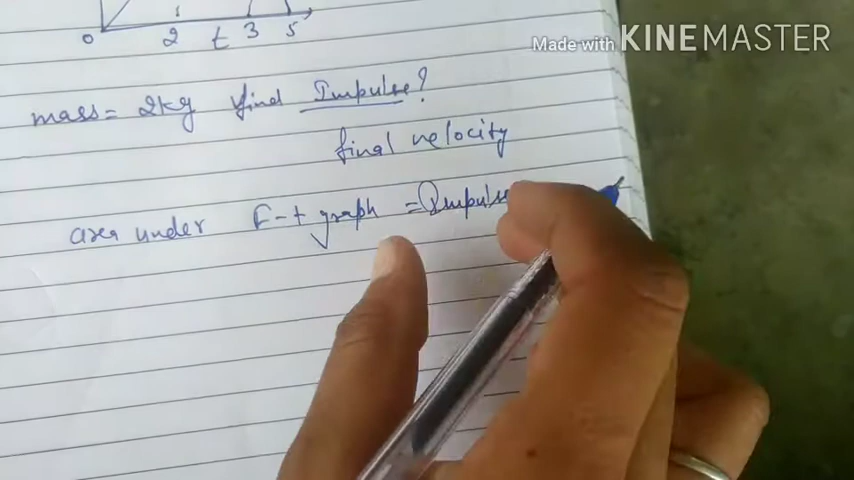 Made with KINEMASTER
0 2 t 3 5
mass = 2kg find Impulse?
final velocity
area under F-t graph = Impulse